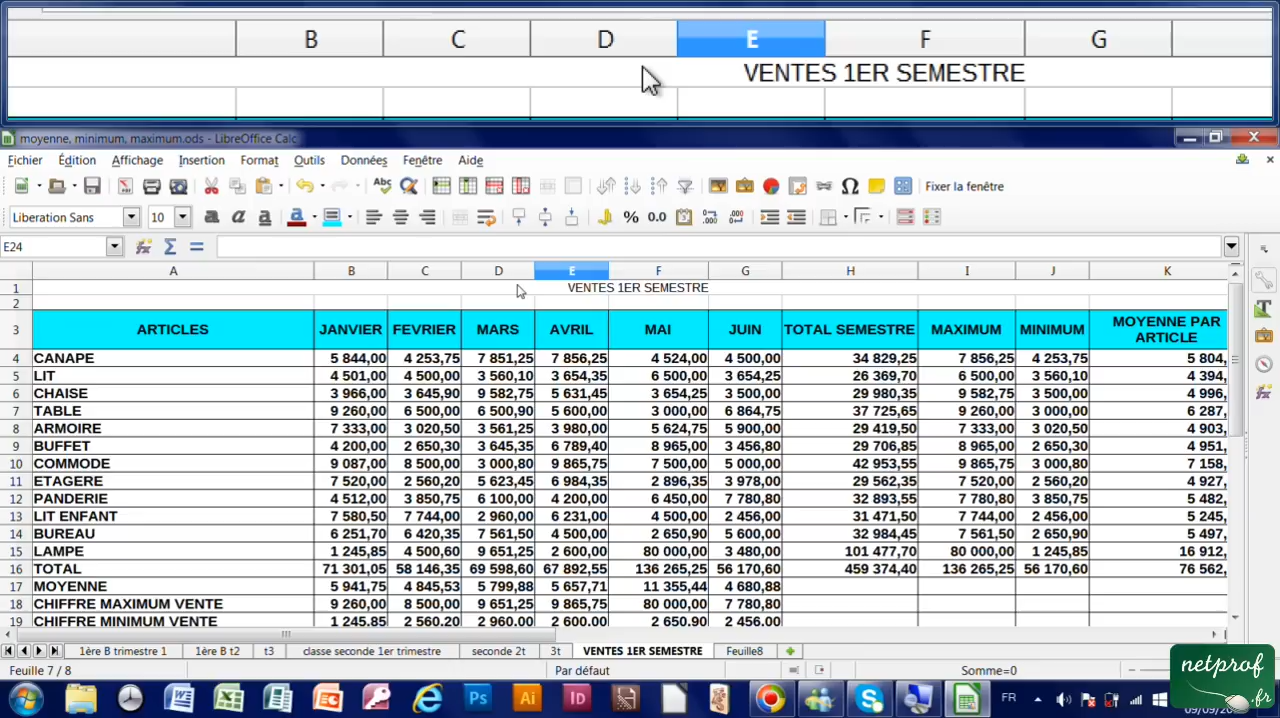 B C D E F G
VENTES 1ER SEMESTRE
moyenne, minimum, maximum.ods - LibreOffice Calc
Fichier Édition Affichage Insertion Format Outils Données Fenêtre Aide
Fixer la fenêtre
Liberation Sans 10
E24
A B C D E F G H I J K
1 VENTES 1ER SEMESTRE
2
3 ARTICLES JANVIER FEVRIER MARS AVRIL MAI JUIN TOTAL SEMESTRE MAXIMUM MINIMUM MOYENNE PAR ARTICLE
4 CANAPE 5 844,00 4 253,75 7 851,25 7 856,25 4 524,00 4 500,00 34 829,25 7 856,25 4 253,75 5 804,
5 LIT 4 501,00 4 500,00 3 560,10 3 654,35 6 500,00 3 654,25 26 369,70 6 500,00 3 560,10 4 394,
6 CHAISE 3 966,00 3 645,90 9 582,75 5 631,45 3 654,25 3 500,00 29 980,35 9 582,75 3 500,00 4 996,
7 TABLE 9 260,00 6 500,00 6 500,90 5 600,00 3 000,00 6 864,75 37 725,65 9 260,00 3 000,00 6 287,
8 ARMOIRE 7 333,00 3 020,50 3 561,25 3 980,00 5 624,75 5 900,00 29 419,50 7 333,00 3 020,50 4 903,
9 BUFFET 4 200,00 2 650,30 3 645,35 6 789,40 8 965,00 3 456,80 29 706,85 8 965,00 2 650,30 4 951,
10 COMMODE 9 087,00 8 500,00 3 000,80 9 865,75 7 500,00 5 000,00 42 953,55 9 865,75 3 000,80 7 158,
11 ETAGERE 7 520,00 2 560,20 5 623,45 6 984,35 2 896,35 3 978,00 29 562,35 7 520,00 2 560,20 4 927,
12 PANDERIE 4 512,00 3 850,75 6 100,00 4 200,00 6 450,00 7 780,80 32 893,55 7 780,80 3 850,75 5 482,
13 LIT ENFANT 7 580,50 7 744,00 2 960,00 6 231,00 4 500,00 2 456,00 31 471,50 7 744,00 2 456,00 5 245,
14 BUREAU 6 251,70 6 420,35 7 561,50 4 500,00 2 650,90 5 600,00 32 984,45 7 561,50 2 650,90 5 497,
15 LAMPE 1 245,85 4 500,60 9 651,25 2 600,00 80 000,00 3 480,00 101 477,70 80 000,00 1 245,85 16 912,
16 TOTAL 71 301,05 58 146,35 69 598,60 67 892,55 136 265,25 56 170,60 459 374,40 136 265,25 56 170,60 76 562,
17 MOYENNE 5 941,75 4 845,53 5 799,88 5 657,71 11 355,44 4 680,88
18 CHIFFRE MAXIMUM VENTE 9 260,00 8 500,00 9 651,25 9 865,75 80 000,00 7 780,80
19 CHIFFRE MINIMUM VENTE 1 245,85 2 560,20 2 960,00 2 600,00 2 650,90 2 456,00
1ère B trimestre 1 1ère B t2 t3 classe seconde 1er trimestre seconde 2t 3t VENTES 1ER SEMESTRE Feuille8
Feuille 7 / 8 Par défaut Somme=0
netprof
.fr
FR